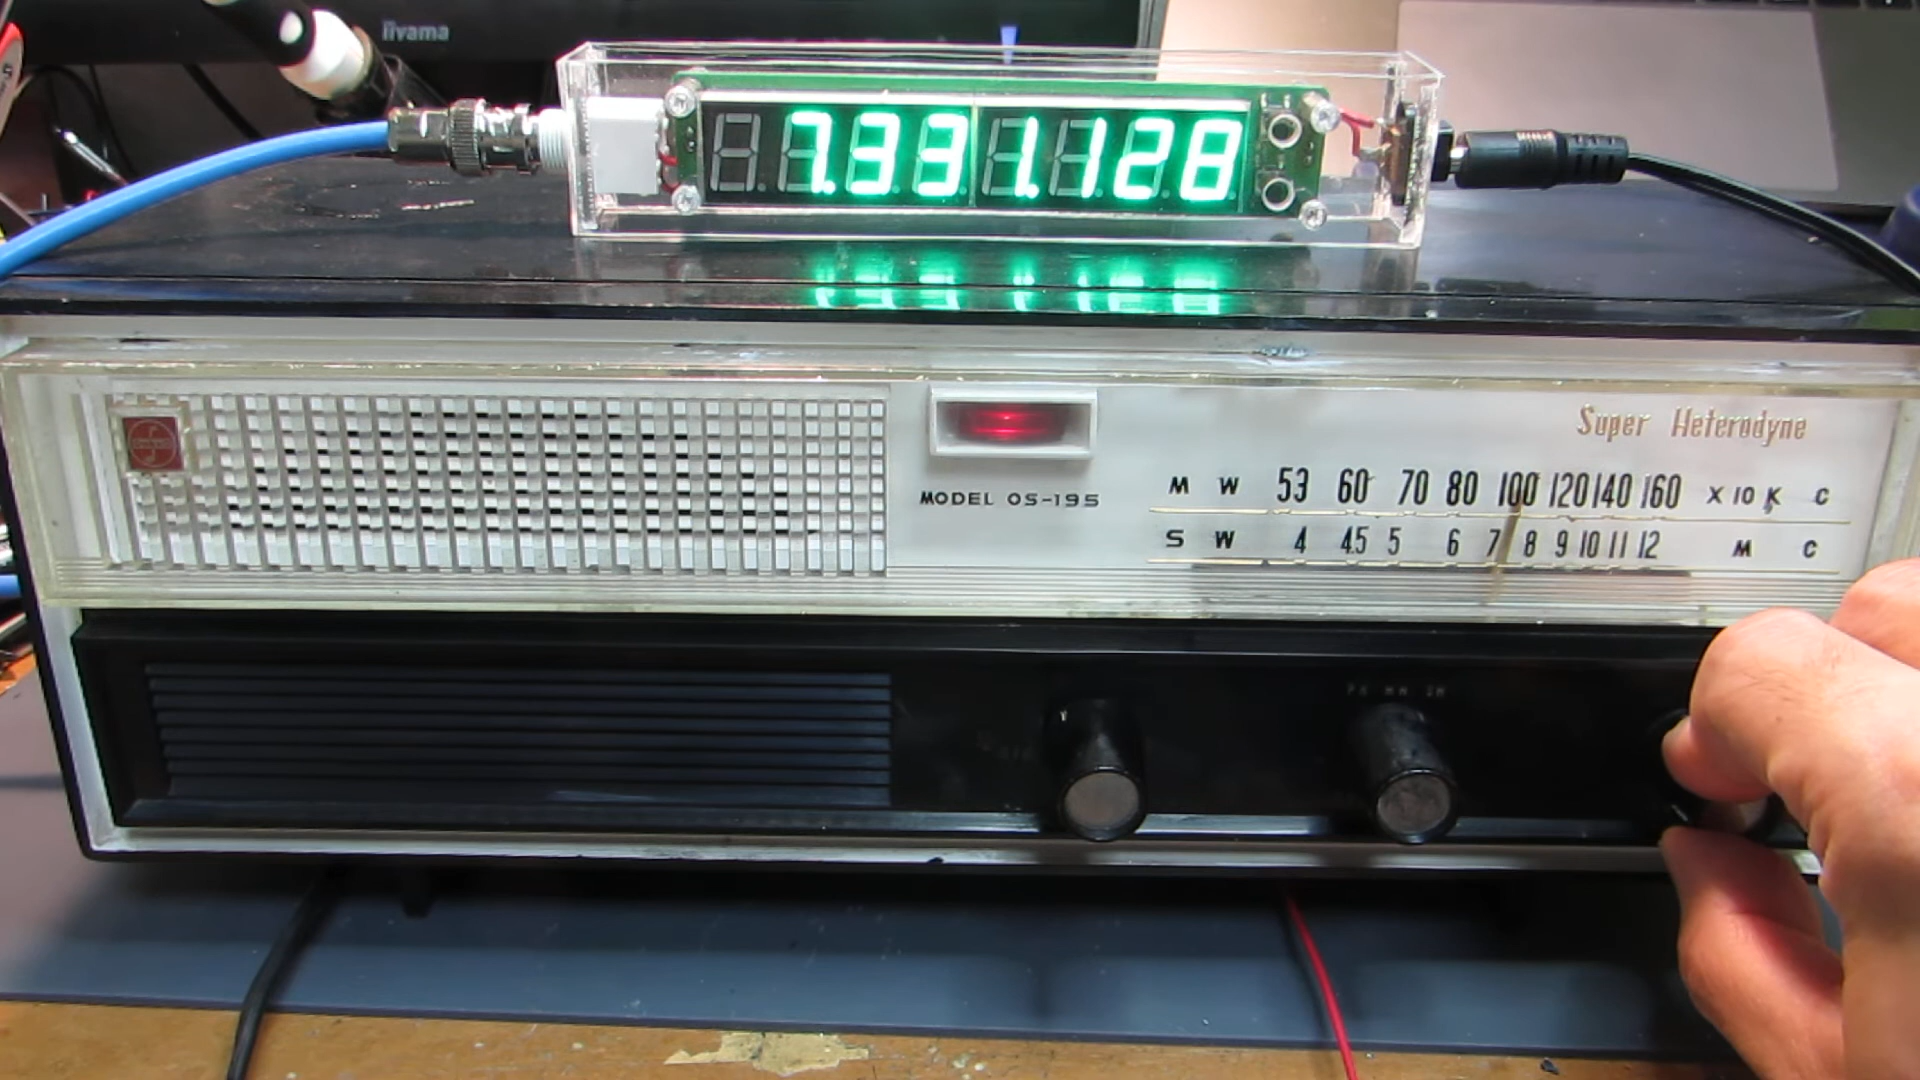 iiyama
7.331.128
Super Heterodyne
MODEL OS-195
M W 53 60 70 80 100 120 140 160 X 10 K C
S W 4 4.5 5 6 7 8 9 10 11 12 M C